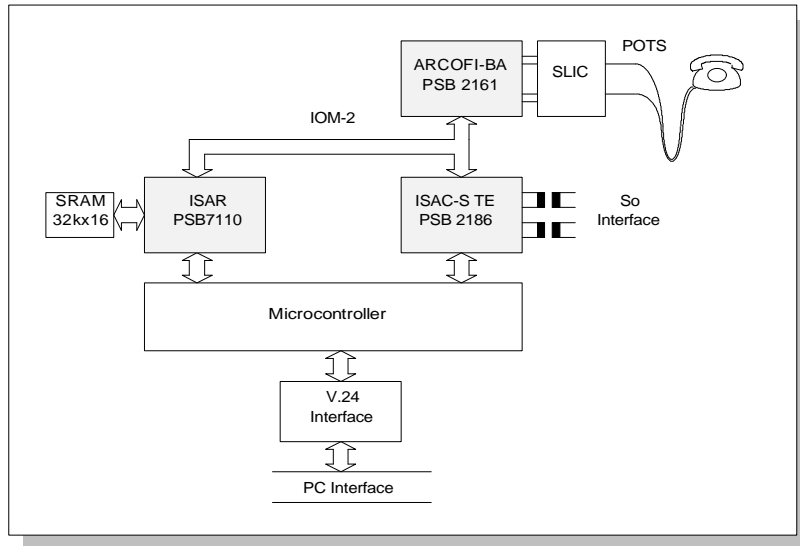 ARCOFI-BA
PSB 2161
SLIC
POTS
IOM-2
SRAM
32kx16
ISAR
PSB7110
ISAC-S TE
PSB 2186
So
Interface
Microcontroller
V.24
Interface
PC Interface